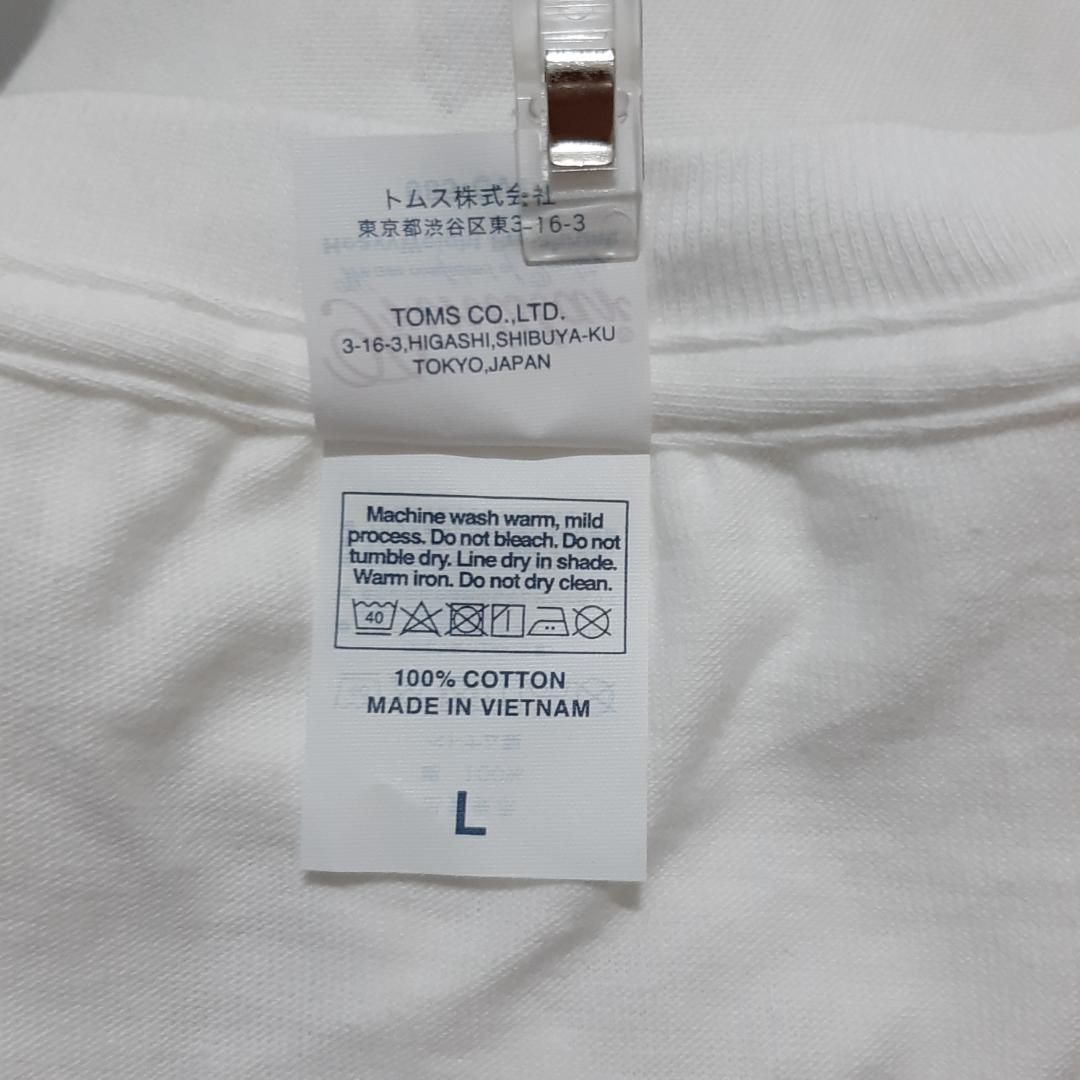 トムス株式会社
東京都渋谷区東3-16-3
TOMS CO.,LTD.
3-16-3,HIGASHI,SHIBUYA-KU
TOKYO,JAPAN
Machine wash warm, mild
process. Do not bleach. Do not
tumble dry. Line dry in shade.
Warm iron. Do not dry clean.
40
100% COTTON
MADE IN VIETNAM
L